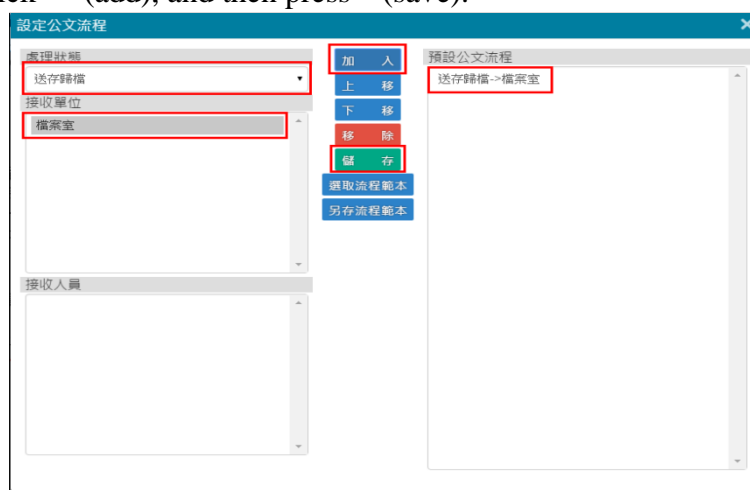 (add), and then press (save).
設定公文流程
處理狀態
送存歸檔
接收單位
檔案室
接收人員
加 入
上 移
下 移
移 除
儲 存
選取流程範本
另存流程範本
預設公文流程
送存歸檔->檔案室